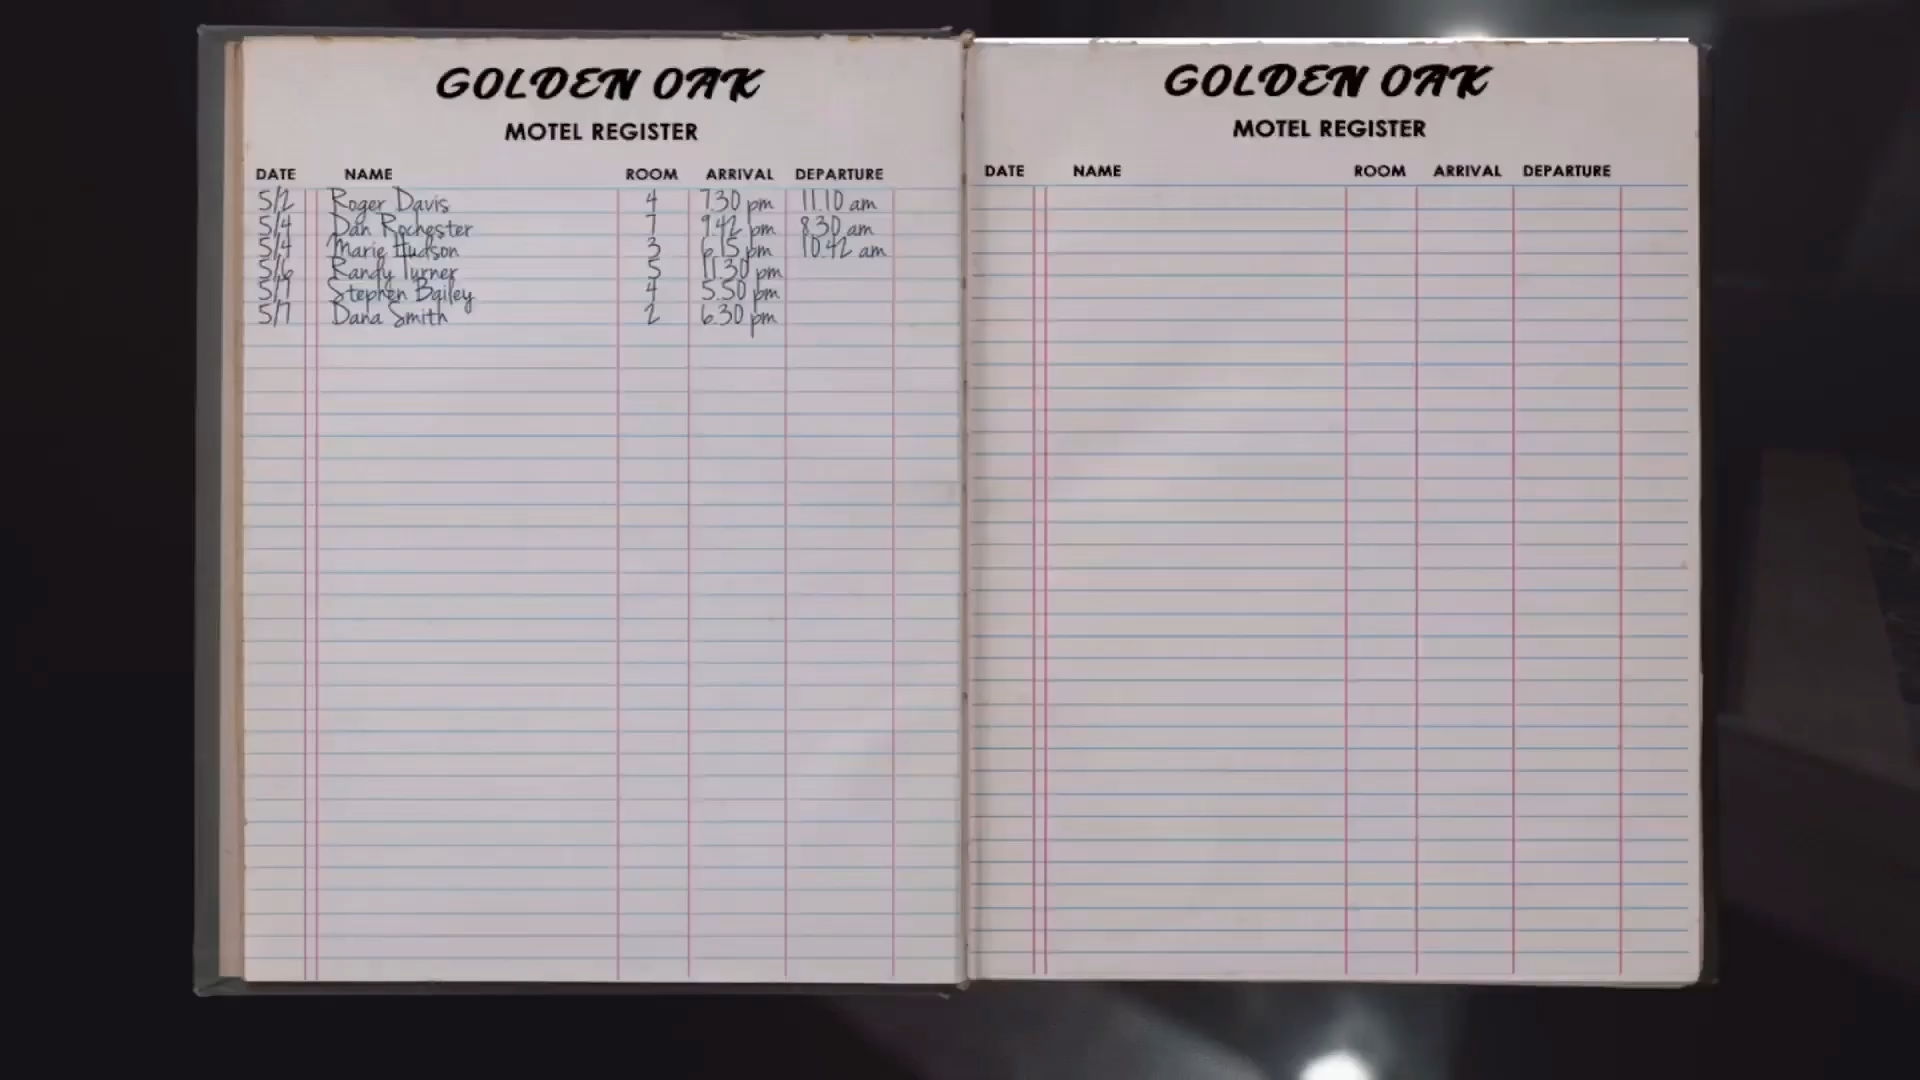 GOLDEN OAK
MOTEL REGISTER
DATE NAME ROOM ARRIVAL DEPARTURE
5/2 Roger Davis 4 7.30 pm 11.10 am
5/4 Dan Rochester 7 9.42 pm 8.30 am
5/4 Marie Hudson 3 6.15 pm 10.42 am
5/6 Randy Turner 5 11.30 pm
5/7 Stephen Bailey 4 5.50 pm
5/7 Dana Smith 2 6.30 pm
GOLDEN OAK
MOTEL REGISTER
DATE NAME ROOM ARRIVAL DEPARTURE